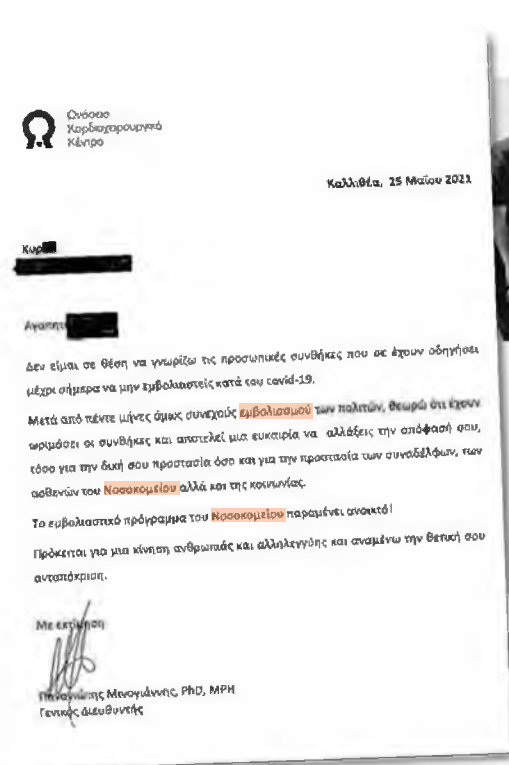 Ωνάσειο
Καρδιοχειρουργικό
Κέντρο
Καλλιθέα, 25 Μαΐου 2021
Δεν είμαι σε θέση να γνωρίζω τις προσωπικές συνθήκες που σε έχουν οδηγήσει
μέχρι σήμερα να μην εμβολιαστείς κατά του covid-19.
Μετά από πέντε μήνες όμως συνεχούς εμβολιασμού των πολιτών, θεωρώ ότι έχουν
ωριμάσει οι συνθήκες και αποτελεί μια ευκαιρία να αλλάξεις την απόφασή σου,
τόσο για την δική σου προστασία όσο και για την προστασία των συναδέλφων, των
ασθενών του Νοσοκομείου αλλά και της κοινωνίας.
Το εμβολιαστικό πρόγραμμα του Νοσοκομείου παραμένει ανοικτό!
Πρόκειται για μια κίνηση ανθρωπιάς και αλληλεγγύης και αναμένω την θετική σου
ανταπόκριση.
Με εκτίμηση
Παναγιώτης Μινογιάννης, PhD, MPH
Γενικός Διευθυντής